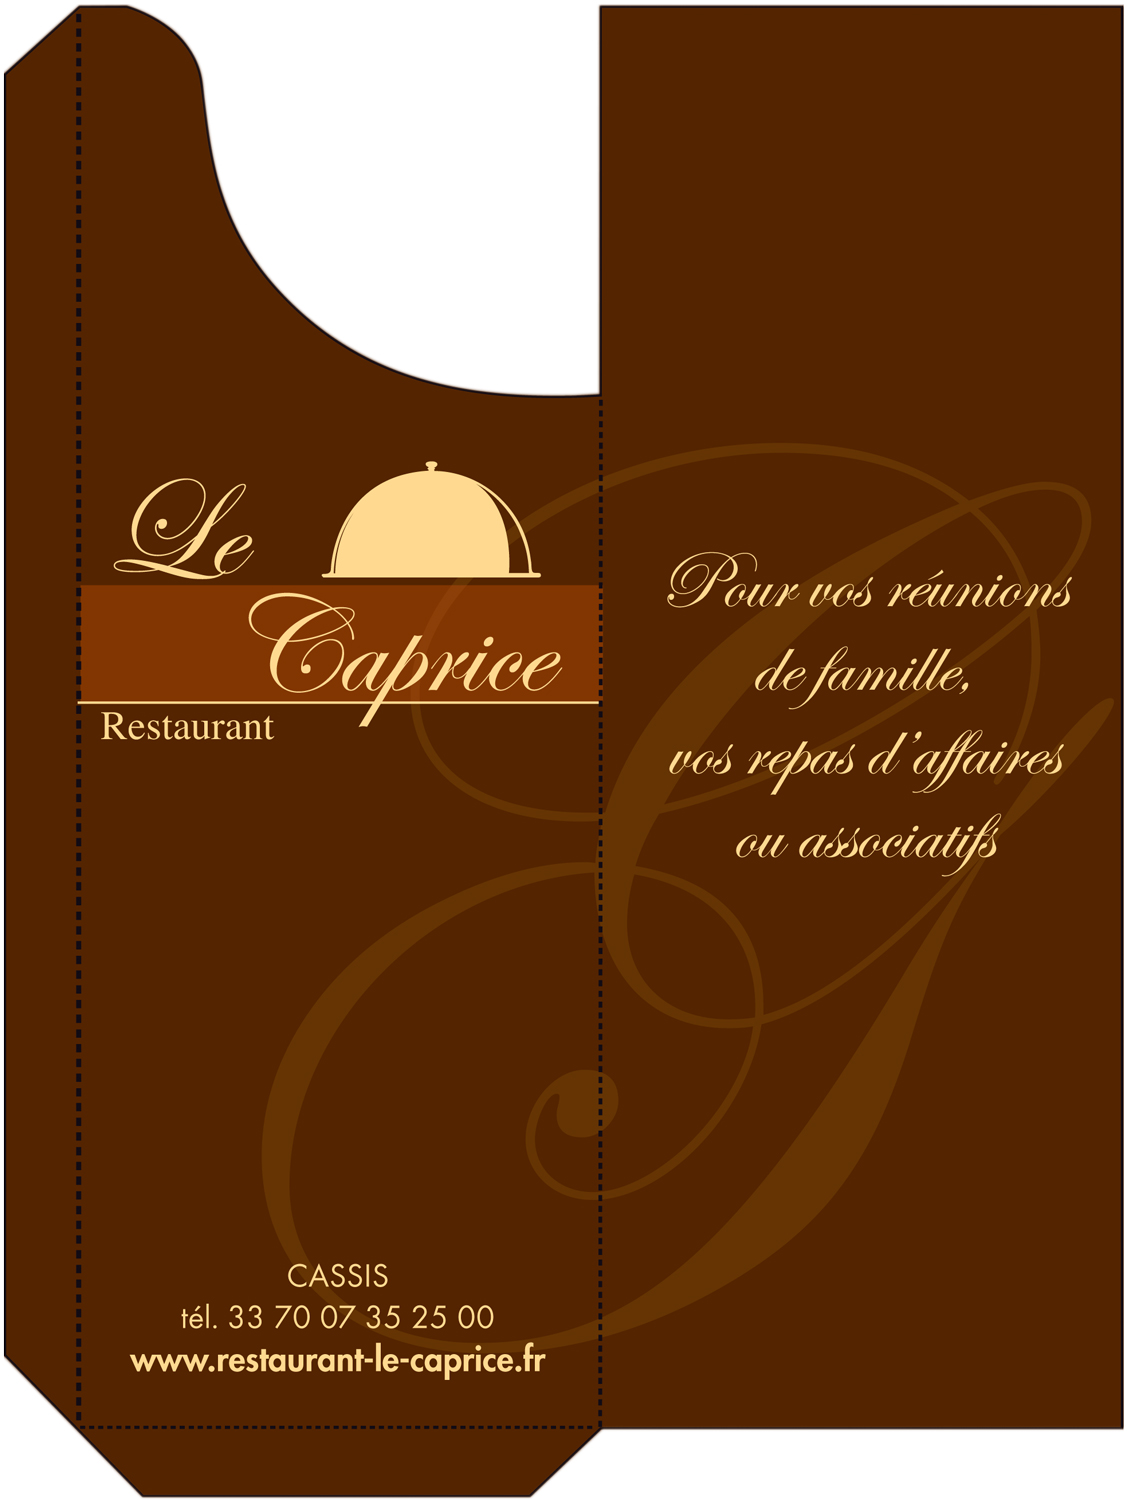 Le
Caprice
Restaurant
CASSIS
tél. 33 70 07 35 25 00
www.restaurant-le-caprice.fr
Pour vos réunions
de famille,
vos repas d'affaires
ou associatifs